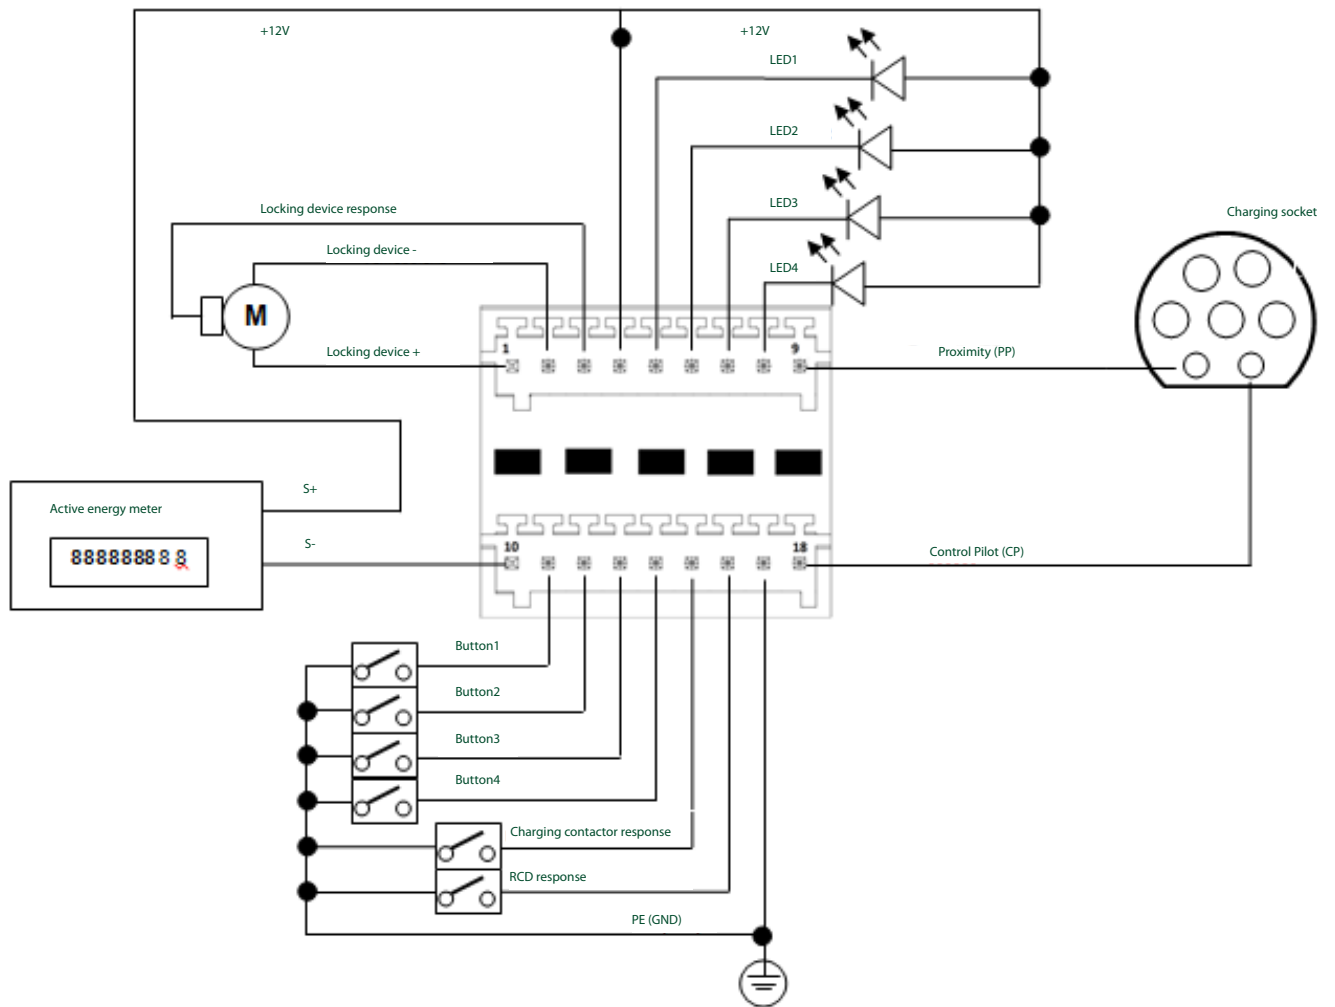 +12V
+12V
LED1
LED2
LED3
LED4
Charging socket
Locking device response
Locking device -
M
Locking device +
1
9
Proximity (PP)
S+
Active energy meter
888888888
S-
10
18
Control Pilot (CP)
Button1
Button2
Button3
Button4
Charging contactor response
RCD response
PE (GND)